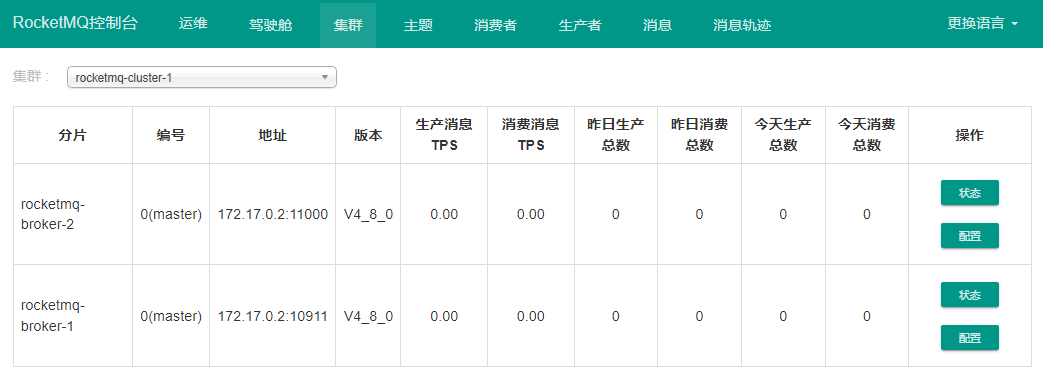 RocketMQ控制台 运维 驾驶舱 集群 主题 消费者 生产者 消息 消息轨迹 更换语言
集群：
rocketmq-cluster-1
分片 编号 地址 版本 生产消息 TPS 消费消息 TPS 昨日生产 总数 昨日消费 总数 今天生产 总数 今天消费 总数 操作
rocketmq-
broker-2
0(master) 172.17.0.2:11000 V4_8_0 0.00 0.00 0 0 0 0
状态
配置
rocketmq-
broker-1
0(master) 172.17.0.2:10911 V4_8_0 0.00 0.00 0 0 0 0
状态
配置